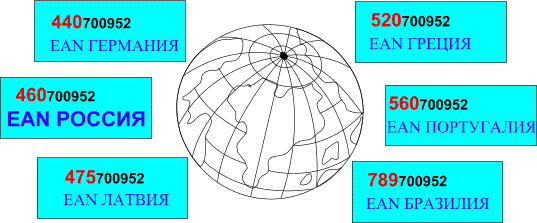 440700952
EAN ГЕРМАНИЯ
520700952
EAN ГРЕЦИЯ
460700952
EAN РОССИЯ
560700952
EAN ПОРТУГАЛИЯ
475700952
EAN ЛАТВИЯ
789700952
EAN БРАЗИЛИЯ